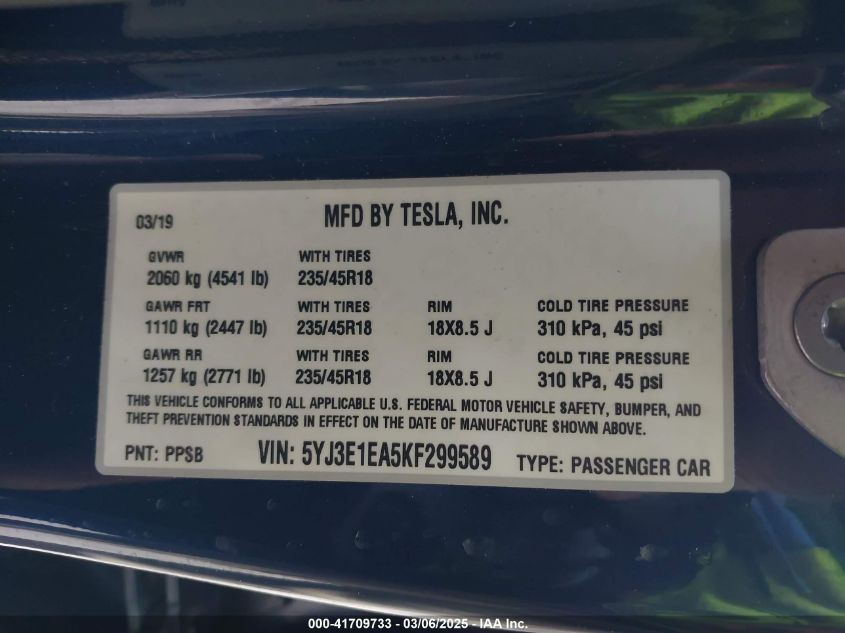 03/19 MFD BY TESLA, INC.
GVWR WITH TIRES
2060 kg (4541 lb) 235/45R18
GAWR FRT WITH TIRES RIM COLD TIRE PRESSURE
1110 kg (2447 lb) 235/45R18 18X8.5 J 310 kPa, 45 psi
GAWR RR WITH TIRES RIM COLD TIRE PRESSURE
1257 kg (2771 lb) 235/45R18 18X8.5 J 310 kPa, 45 psi
THIS VEHICLE CONFORMS TO ALL APPLICABLE U.S. FEDERAL MOTOR VEHICLE SAFETY, BUMPER, AND
THEFT PREVENTION STANDARDS IN EFFECT ON THE DATE OF MANUFACTURE SHOWN ABOVE.
PNT: PPSB VIN: 5YJ3E1EA5KF299589 TYPE: PASSENGER CAR
000-41709733 - 03/06/2025 - IAA Inc.